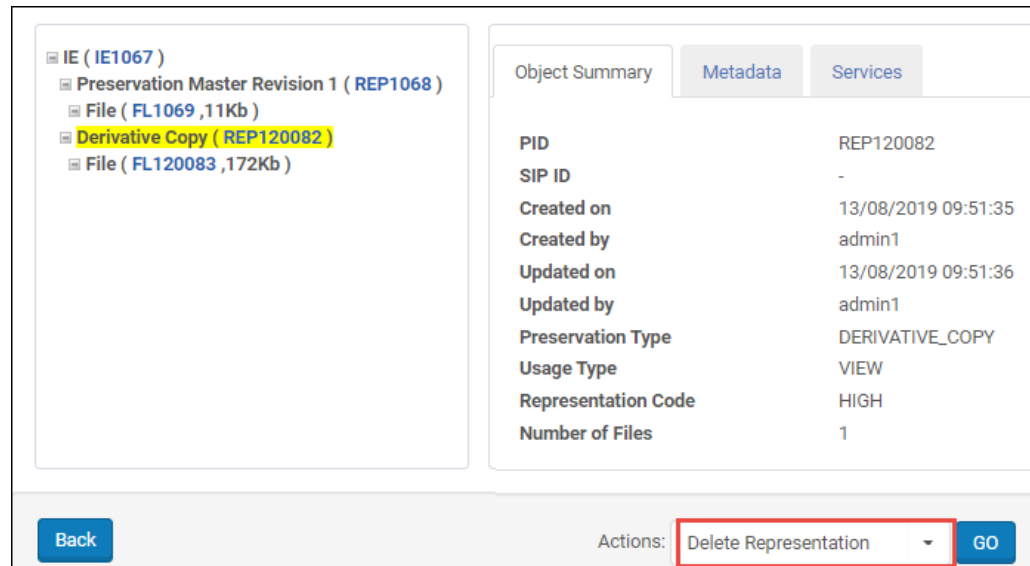 IE ( IE1067 )
Preservation Master Revision 1 ( REP1068 )
File ( FL1069 ,11Kb )
Derivative Copy ( REP120082 )
File ( FL120083 ,172Kb )
Object Summary Metadata Services
PID REP120082
SIP ID -
Created on 13/08/2019 09:51:35
Created by admin1
Updated on 13/08/2019 09:51:36
Updated by admin1
Preservation Type DERIVATIVE_COPY
Usage Type VIEW
Representation Code HIGH
Number of Files 1
Back Actions: Delete Representation GO